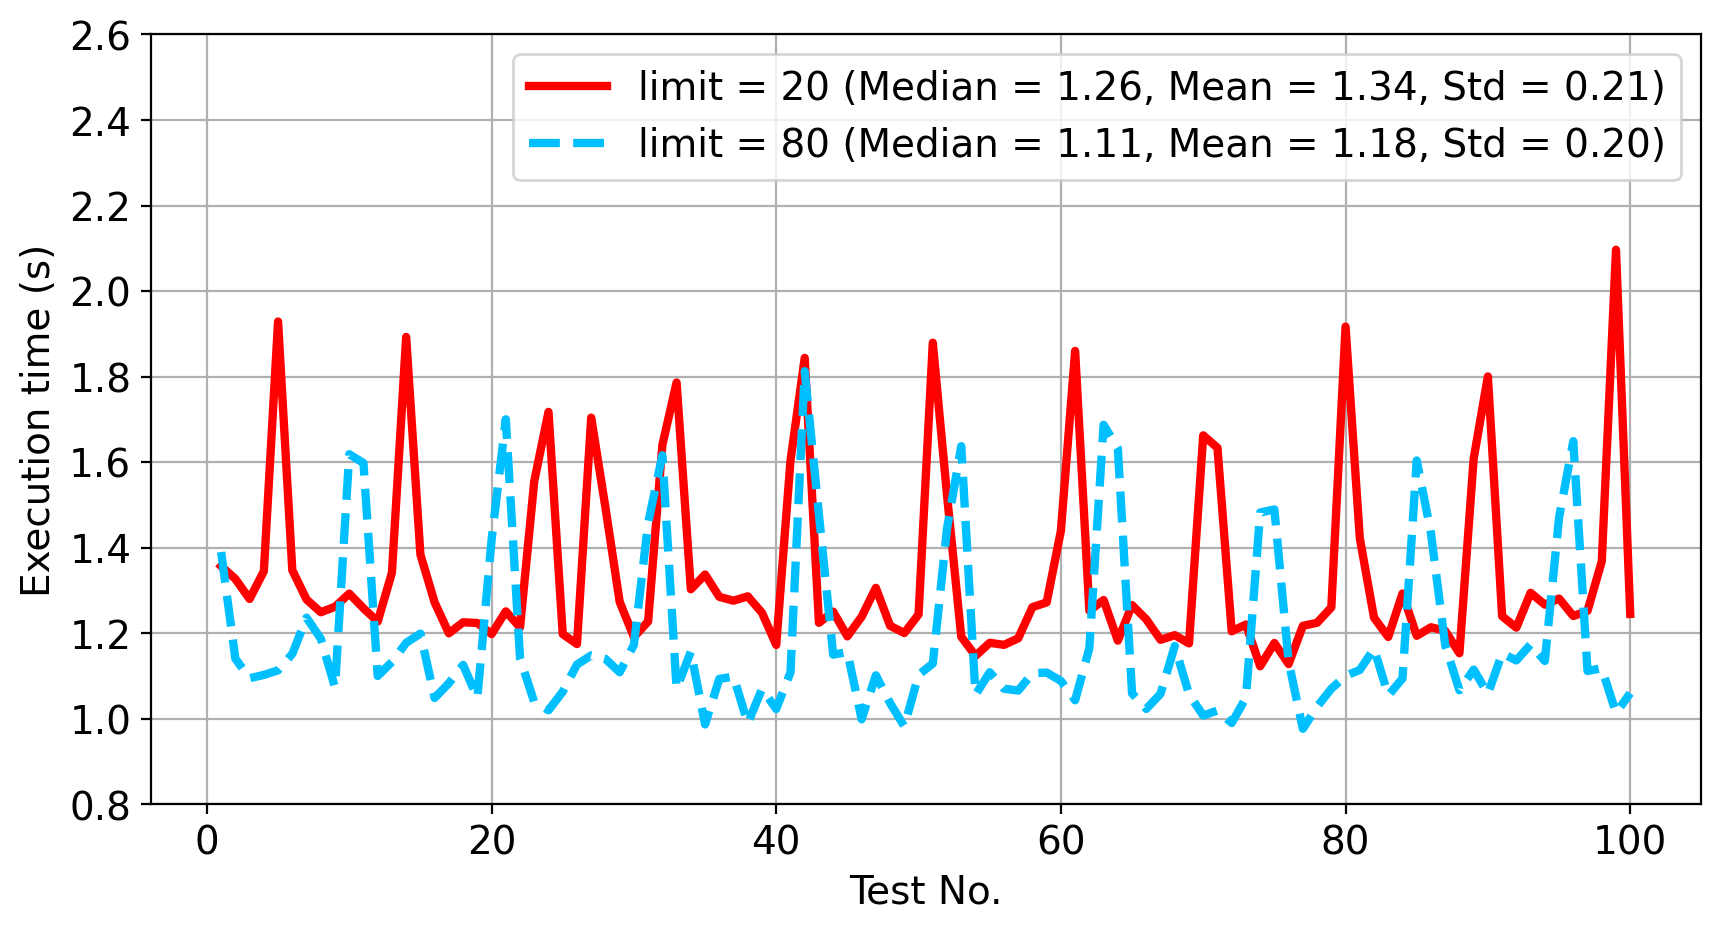 limit = 20 (Median = 1.26, Mean = 1.34, Std = 0.21)
limit = 80 (Median = 1.11, Mean = 1.18, Std = 0.20)
Execution time (s)
2.6
2.4
2.2
2.0
1.8
1.6
1.4
1.2
1.0
0.8
0 20 40 60 80 100
Test No.